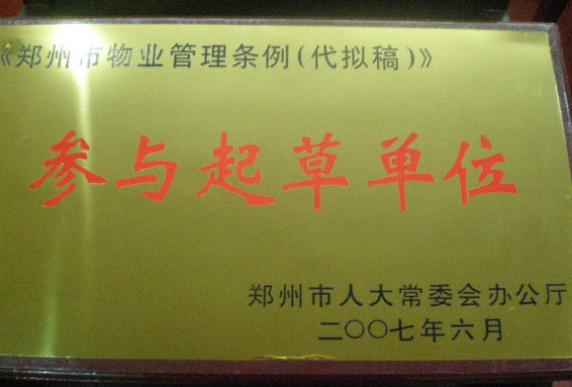 《郑州市物业管理条例(代拟稿)》
参与起草单位
郑州市人大常委会办公厅
二〇〇七年六月